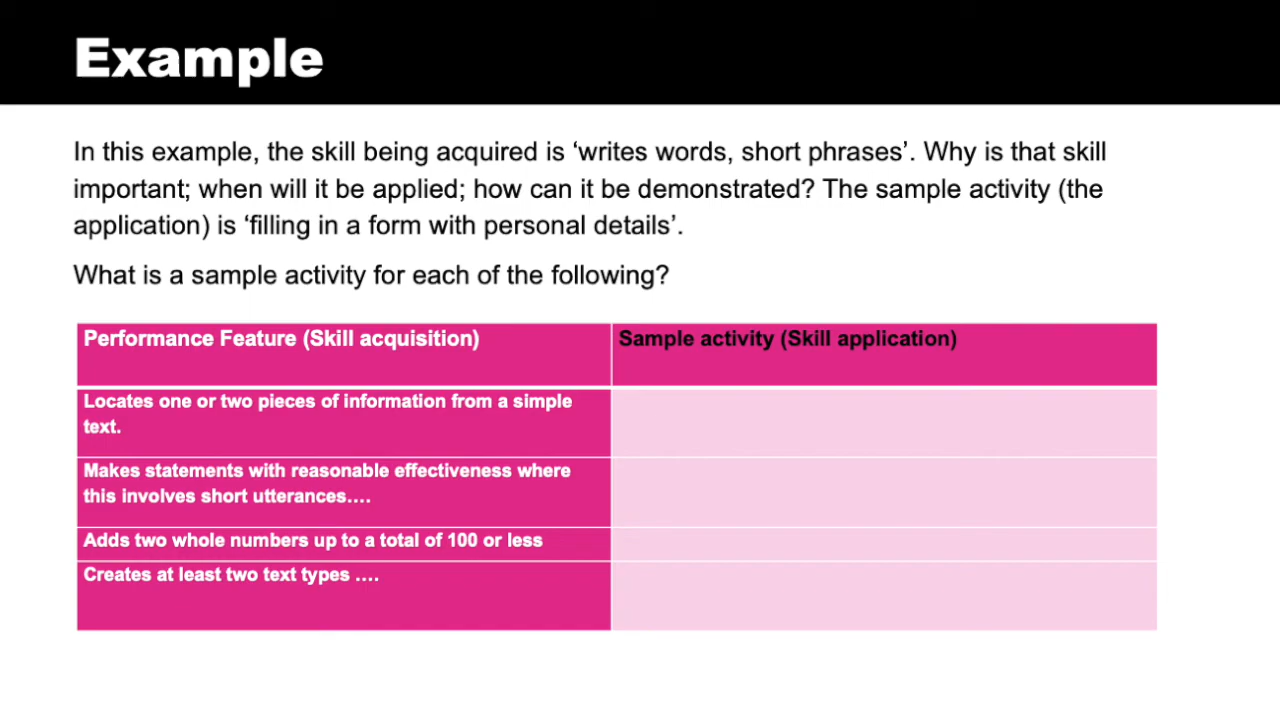 Example
In this example, the skill being acquired is ‘writes words, short phrases’. Why is that skill
important; when will it be applied; how can it be demonstrated? The sample activity (the
application) is ‘filling in a form with personal details’.
What is a sample activity for each of the following?
Performance Feature (Skill acquisition)
Sample activity (Skill application)
Locates one or two pieces of information from a simple
text.
Makes statements with reasonable effectiveness where
this involves short utterances….
Adds two whole numbers up to a total of 100 or less
Creates at least two text types ….